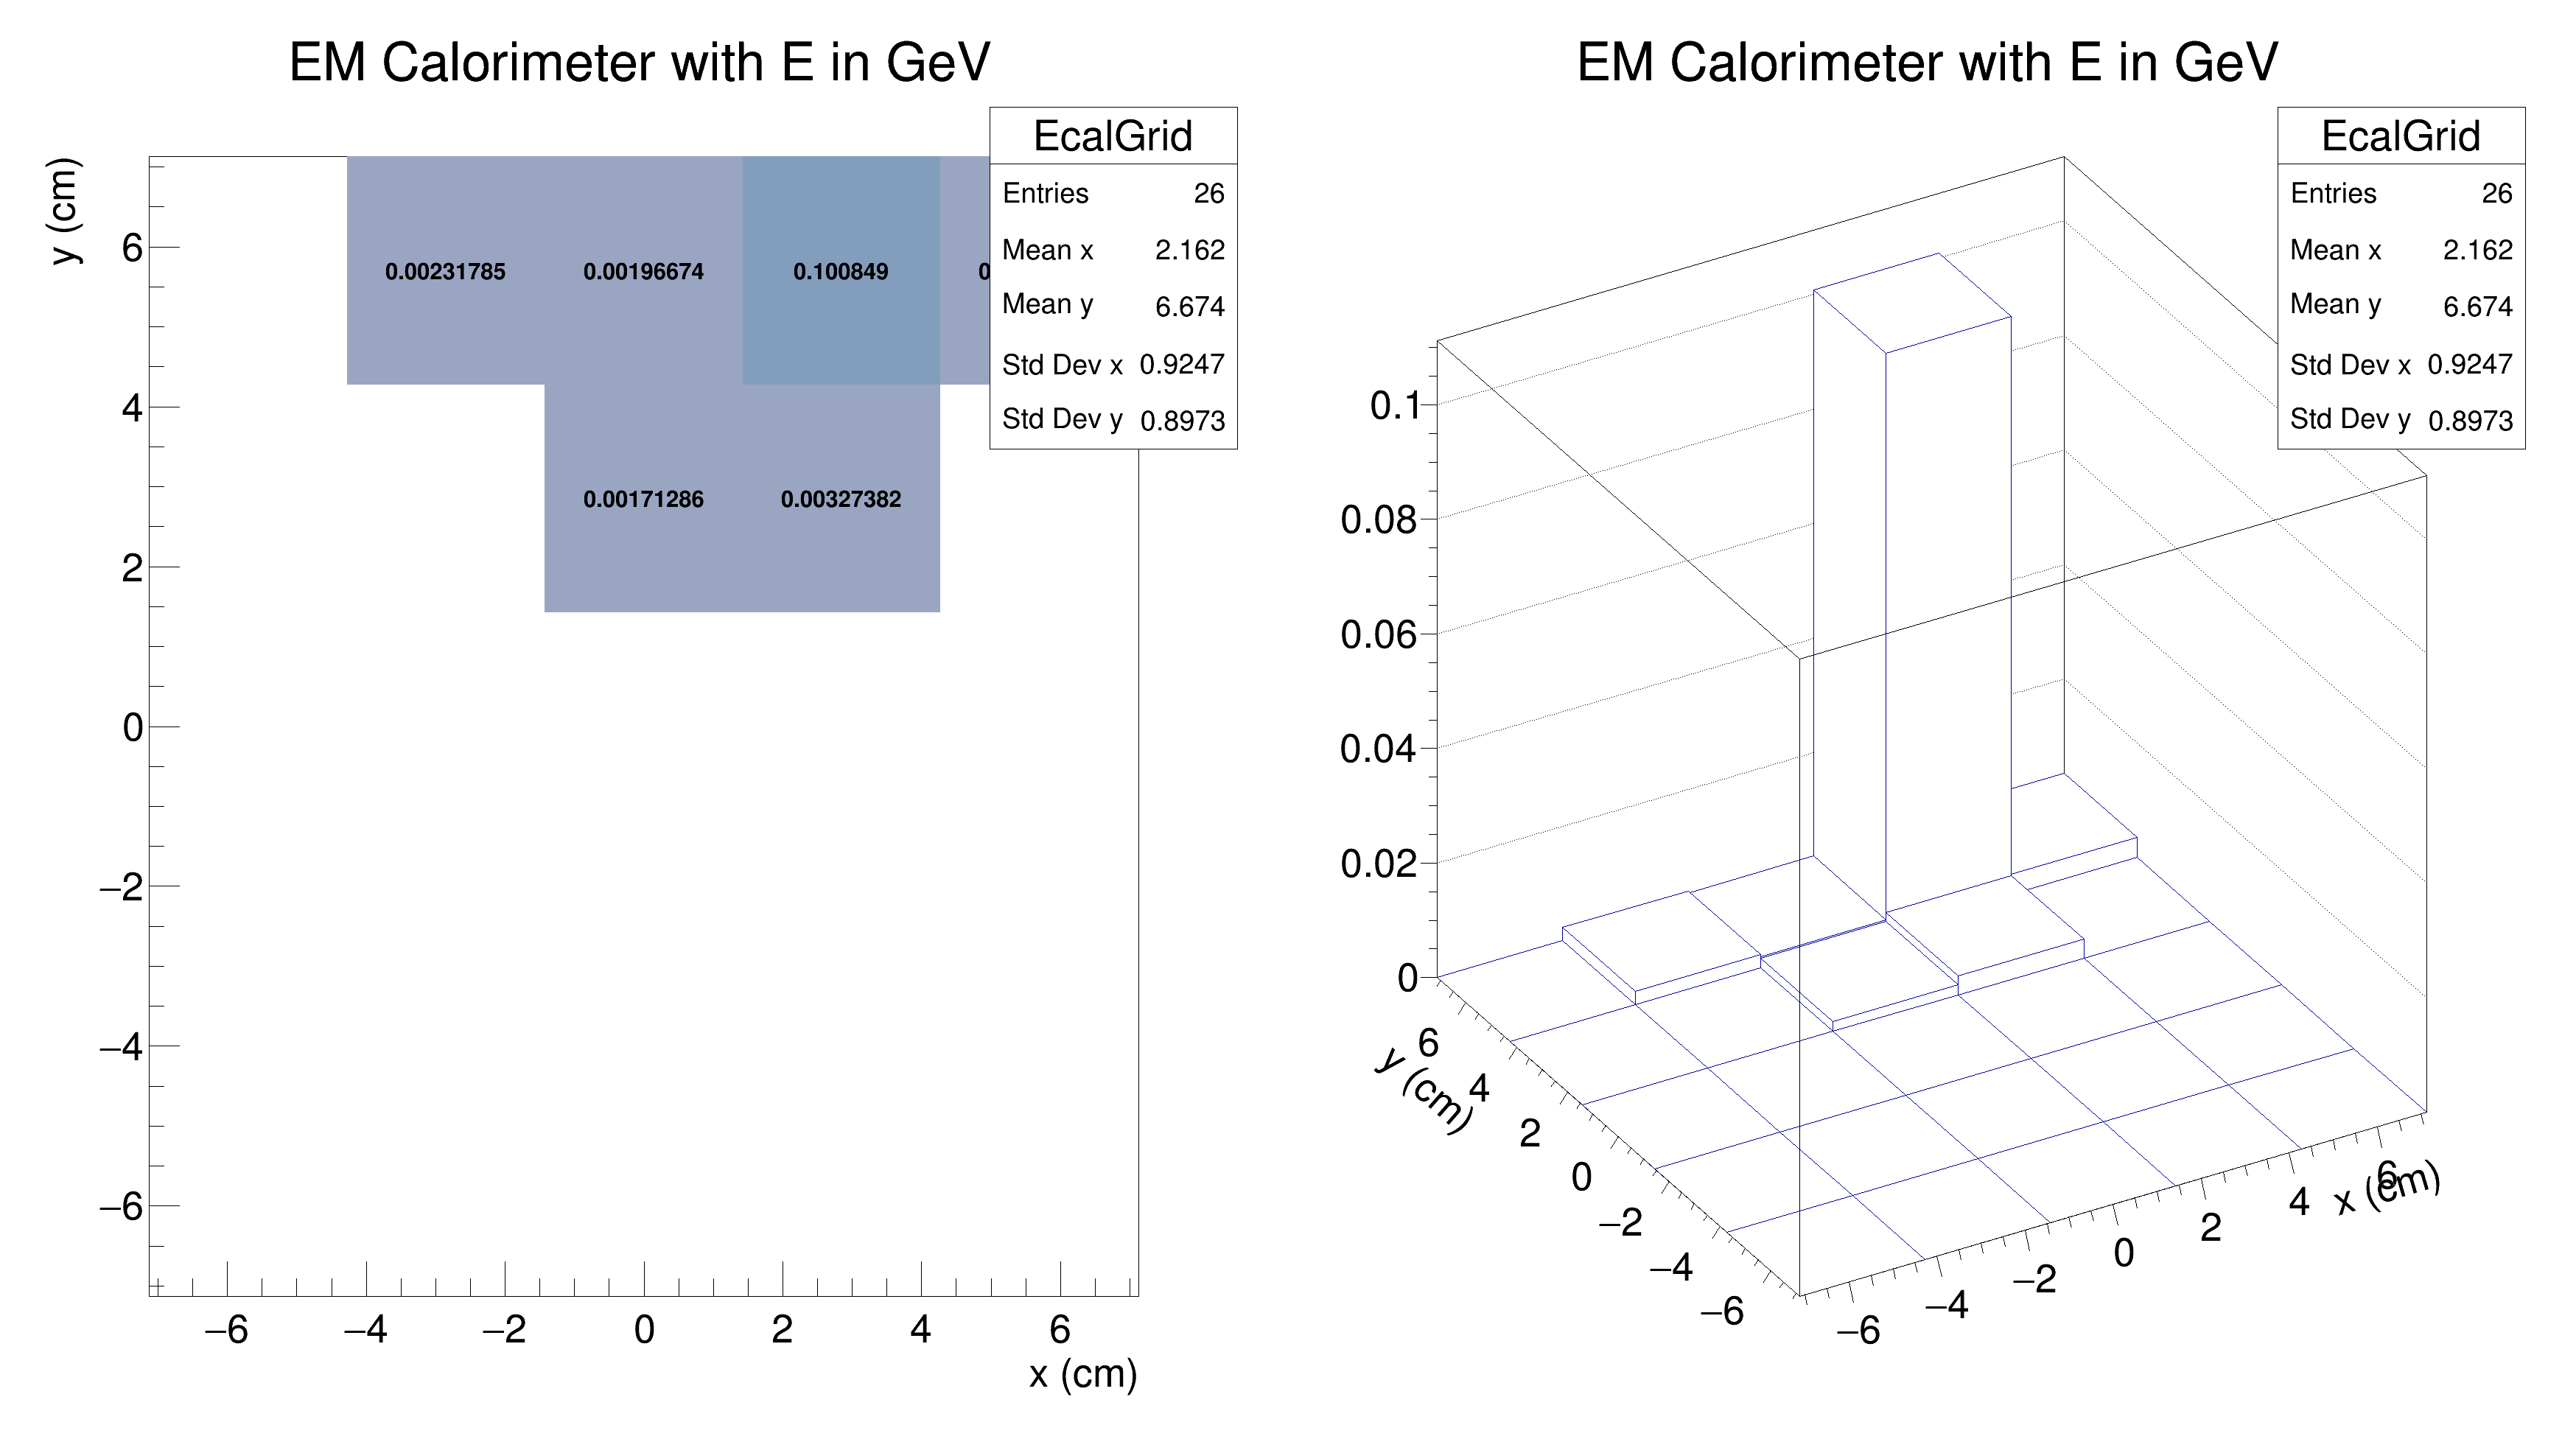 EM Calorimeter with E in GeV
EcalGrid
Entries 26
Mean x 2.162
Mean y 6.674
Std Dev x 0.9247
Std Dev y 0.8973
y (cm)
6
4
2
0
−2
−4
−6
0.00231785 0.00196674 0.100849 0
0.00171286 0.00327382
−6 −4 −2 0 2 4 6
x (cm)
EM Calorimeter with E in GeV
EcalGrid
Entries 26
Mean x 2.162
Mean y 6.674
Std Dev x 0.9247
Std Dev y 0.8973
0.1
0.08
0.06
0.04
0.02
0
6
4
2
0
−2
−4
−6
y (cm)
−6 −4 −2 0 2 4 6
x (cm)